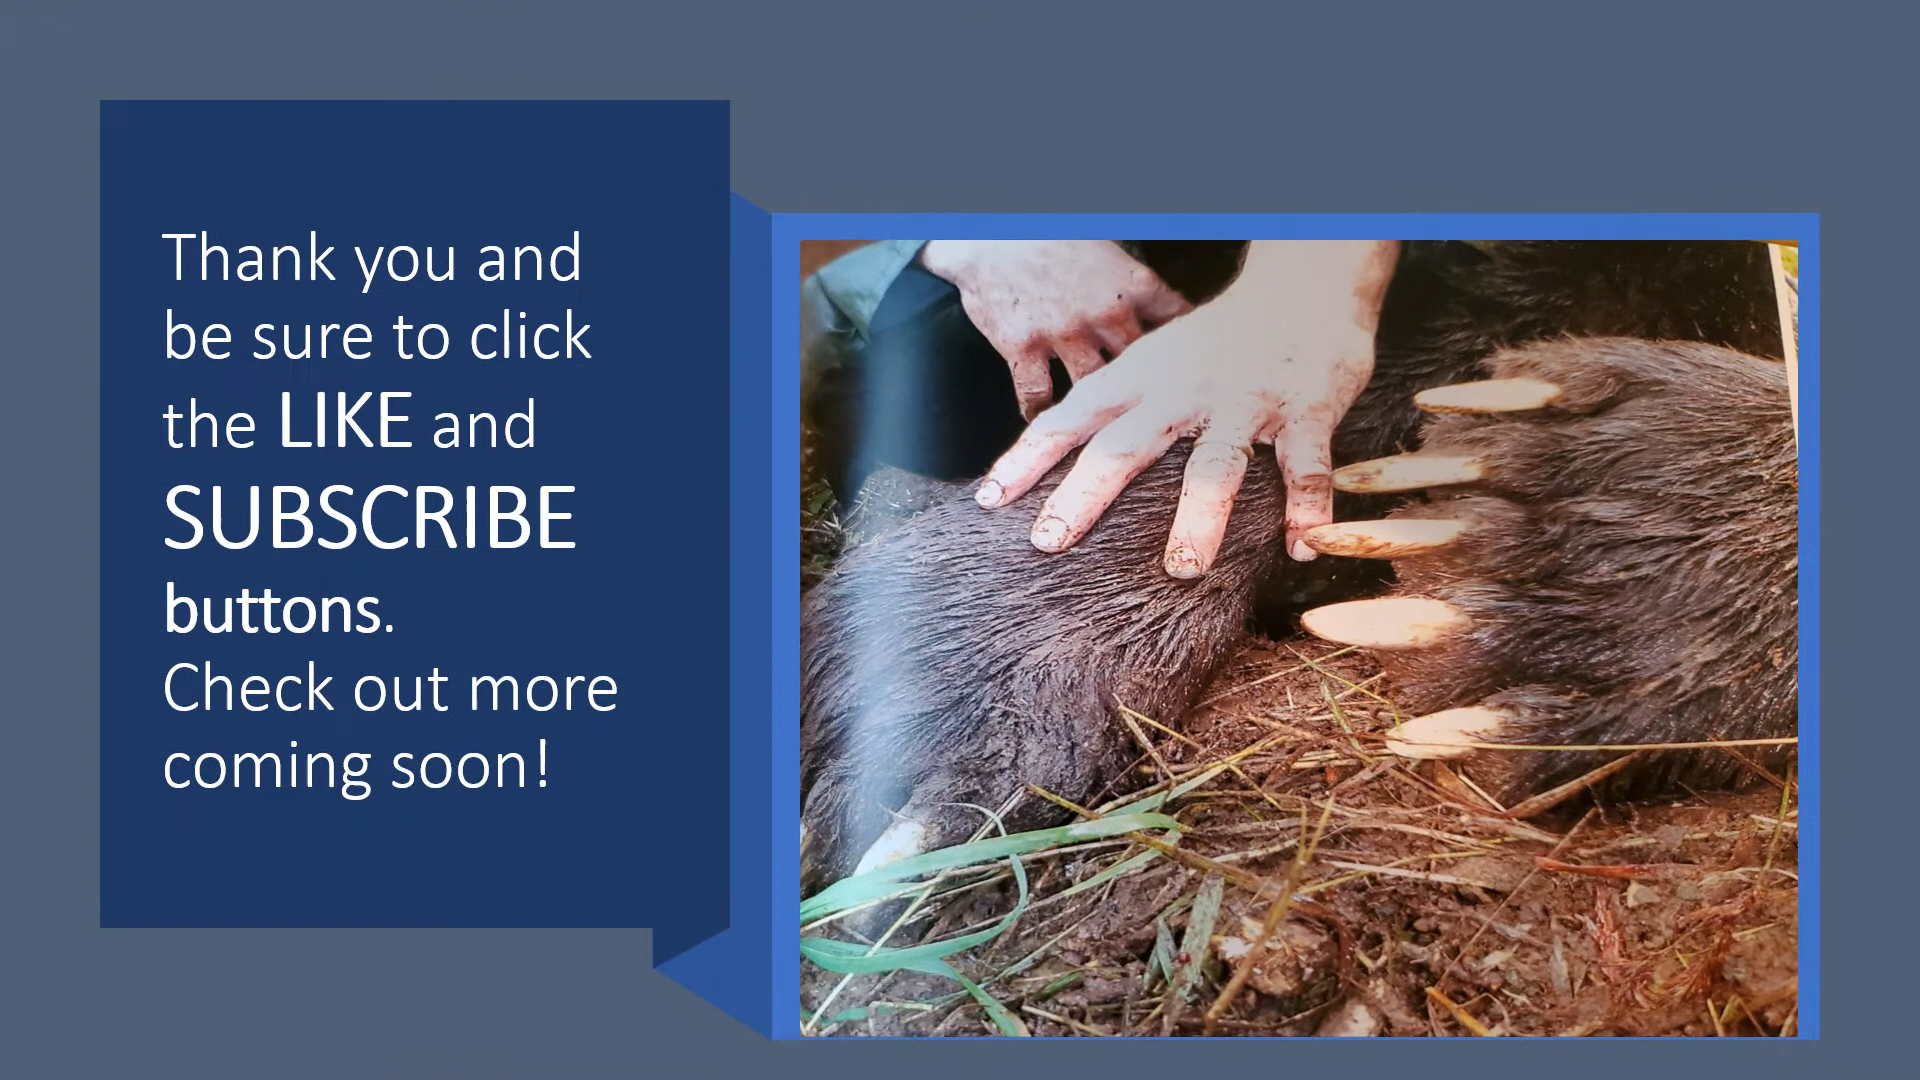 Thank you and
be sure to click
the LIKE and
SUBSCRIBE
buttons.
Check out more
coming soon!